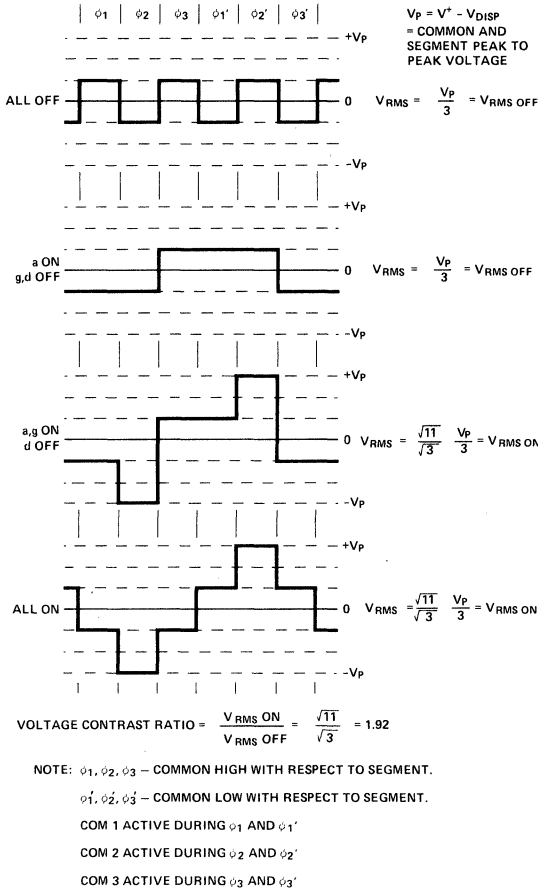 ϕ1 ϕ2 ϕ3 ϕ1' ϕ2' ϕ3'
VP = V+ - VDISP
= COMMON AND
SEGMENT PEAK TO
PEAK VOLTAGE
+VP
ALL OFF
0
VRMS = VP/3 = VRMS OFF
-VP
+VP
a ON
g,d OFF
0
VRMS = VP/3 = VRMS OFF
-VP
+VP
a,g ON
d OFF
0
VRMS = √11/√3 VP/3 = VRMS ON
-VP
+VP
ALL ON
0
VRMS = √11/√3 VP/3 = VRMS ON
-VP
VOLTAGE CONTRAST RATIO = VRMS ON/VRMS OFF = √11/√3 = 1.92
NOTE: ϕ1, ϕ2, ϕ3 – COMMON HIGH WITH RESPECT TO SEGMENT.
ϕ1', ϕ2', ϕ3' – COMMON LOW WITH RESPECT TO SEGMENT.
COM 1 ACTIVE DURING ϕ1 AND ϕ1'
COM 2 ACTIVE DURING ϕ2 AND ϕ2'
COM 3 ACTIVE DURING ϕ3 AND ϕ3'